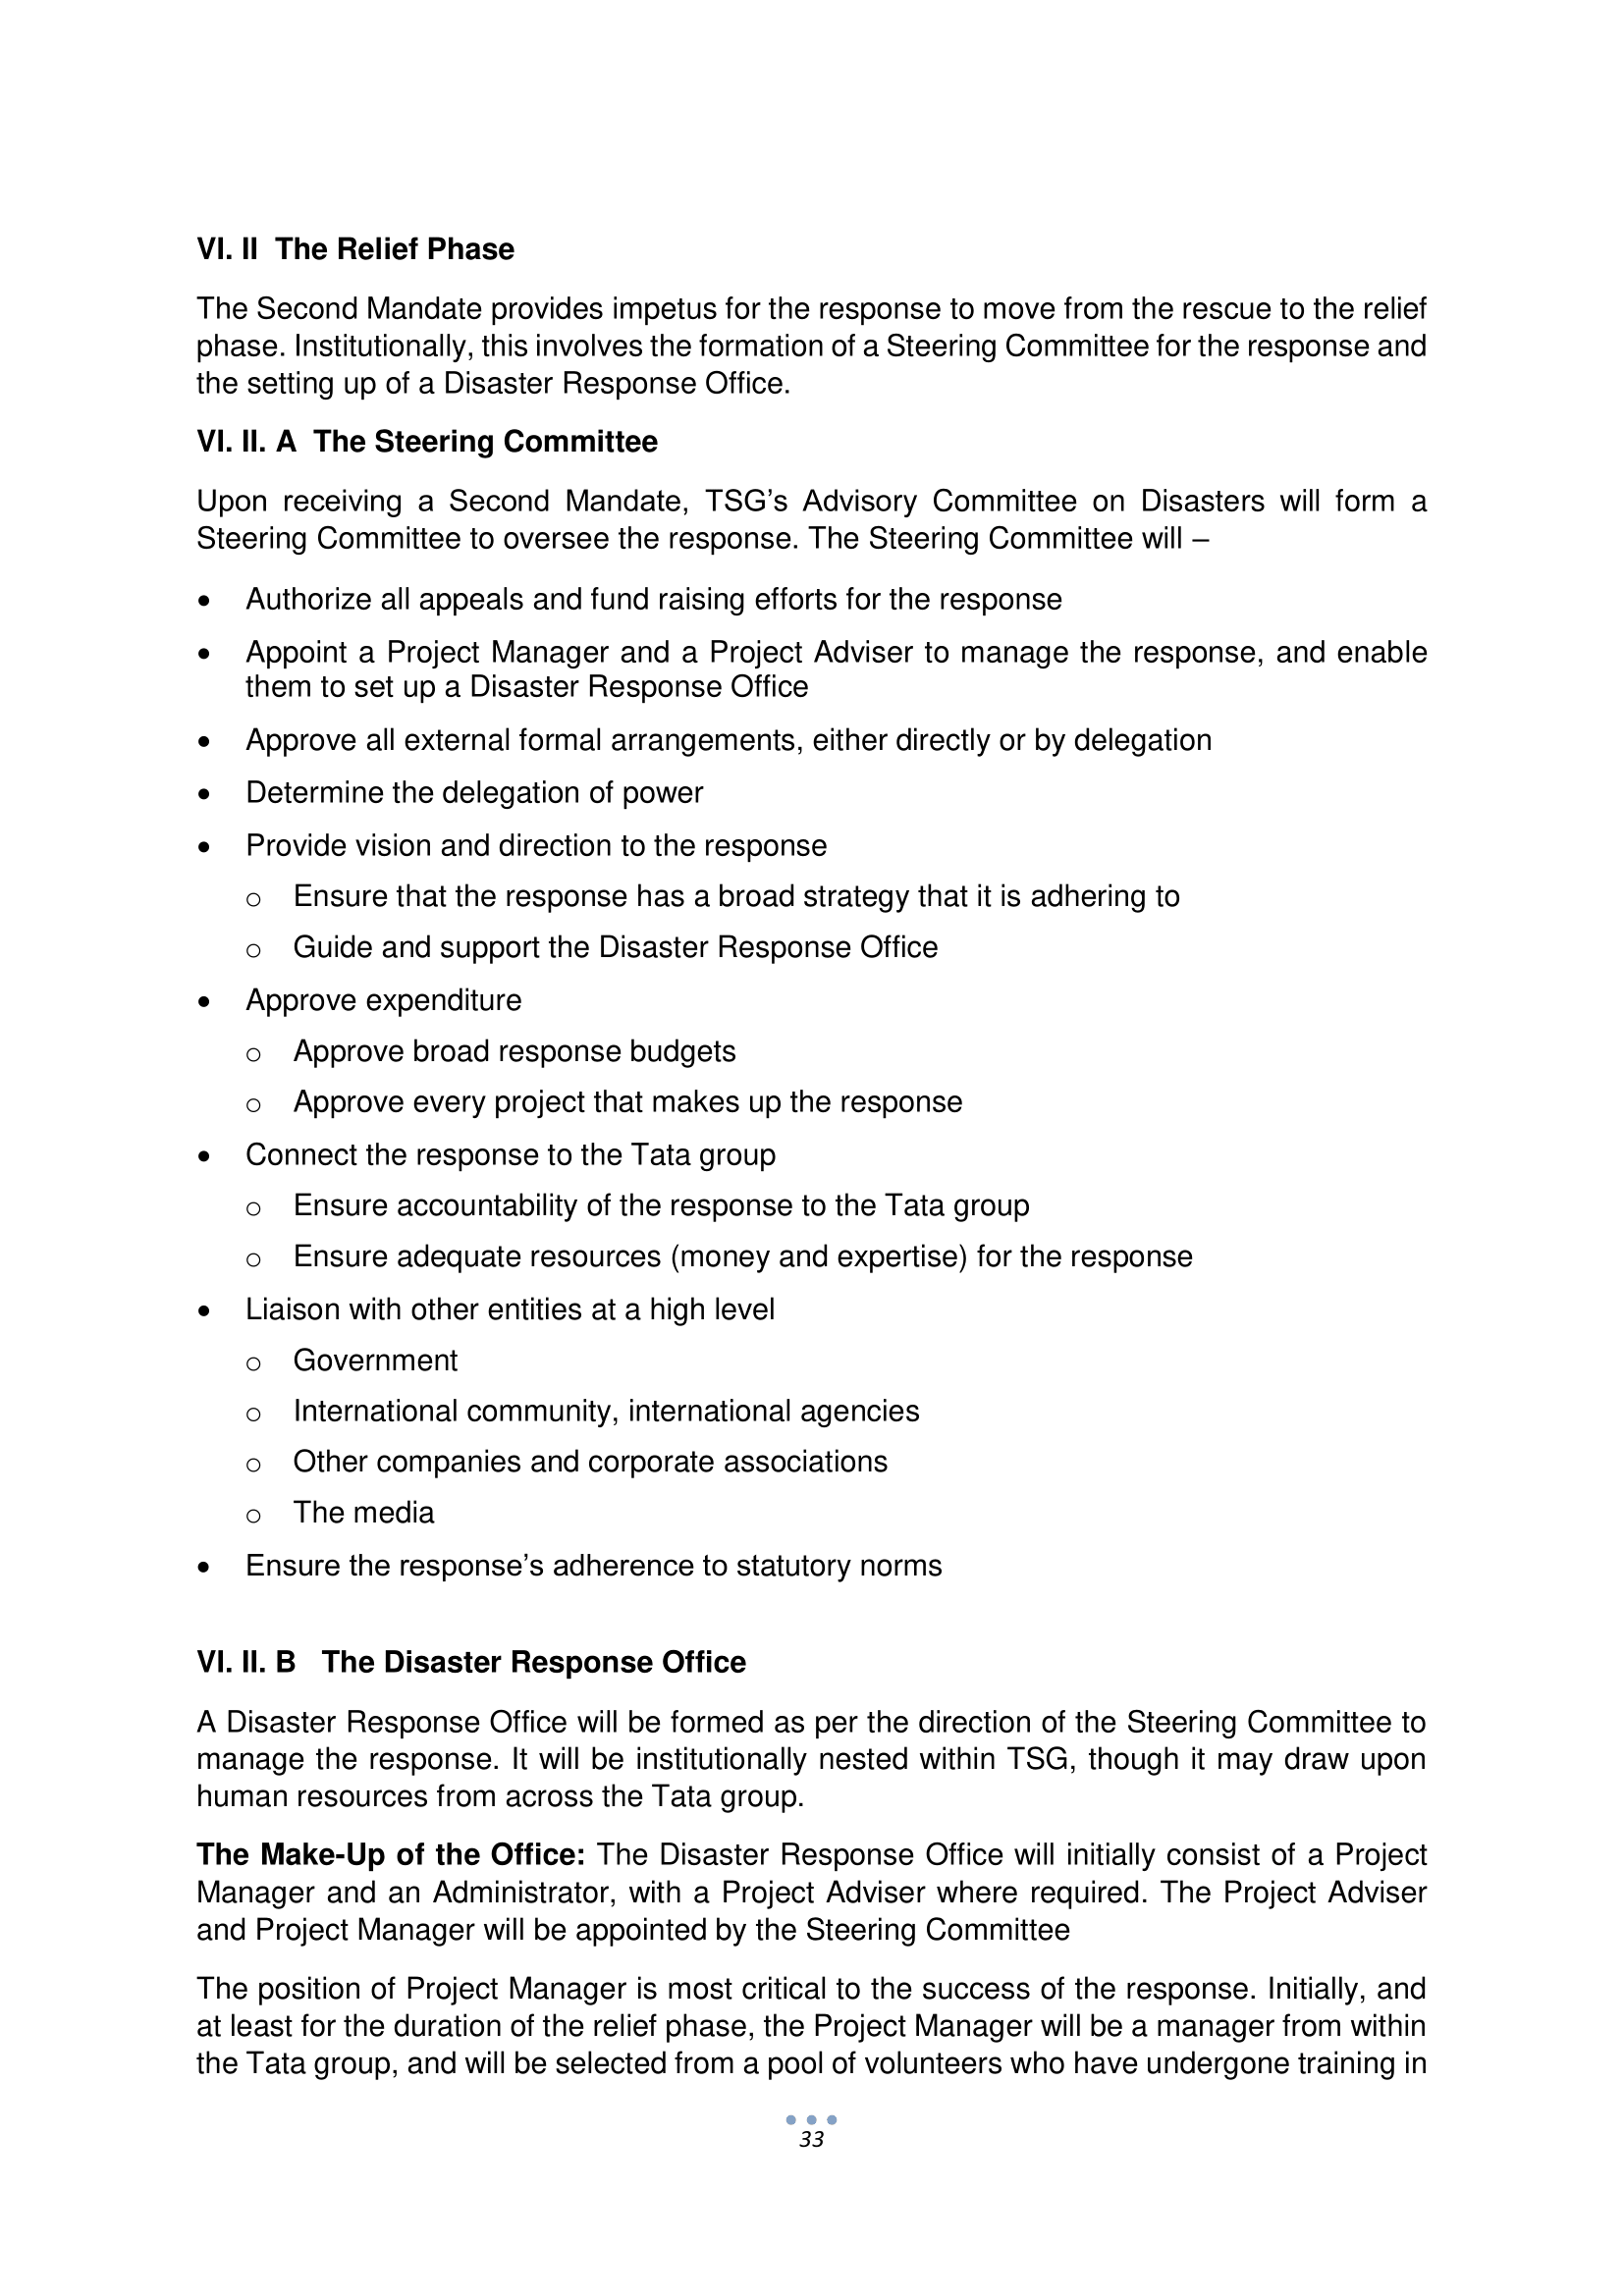 VI. II  The Relief Phase
The Second Mandate provides impetus for the response to move from the rescue to the relief
phase. Institutionally, this involves the formation of a Steering Committee for the response and
the setting up of a Disaster Response Office.
VI. II. A  The Steering Committee
Upon receiving a Second Mandate, TSG’s Advisory Committee on Disasters will form a
Steering Committee to oversee the response. The Steering Committee will –
• Authorize all appeals and fund raising efforts for the response
• Appoint a Project Manager and a Project Adviser to manage the response, and enable
them to set up a Disaster Response Office
• Approve all external formal arrangements, either directly or by delegation
• Determine the delegation of power
• Provide vision and direction to the response
o Ensure that the response has a broad strategy that it is adhering to
o Guide and support the Disaster Response Office
• Approve expenditure
o Approve broad response budgets
o Approve every project that makes up the response
• Connect the response to the Tata group
o Ensure accountability of the response to the Tata group
o Ensure adequate resources (money and expertise) for the response
• Liaison with other entities at a high level
o Government
o International community, international agencies
o Other companies and corporate associations
o The media
• Ensure the response’s adherence to statutory norms
VI. II. B   The Disaster Response Office
A Disaster Response Office will be formed as per the direction of the Steering Committee to
manage the response. It will be institutionally nested within TSG, though it may draw upon
human resources from across the Tata group.
The Make-Up of the Office: The Disaster Response Office will initially consist of a Project
Manager and an Administrator, with a Project Adviser where required. The Project Adviser
and Project Manager will be appointed by the Steering Committee
The position of Project Manager is most critical to the success of the response. Initially, and
at least for the duration of the relief phase, the Project Manager will be a manager from within
the Tata group, and will be selected from a pool of volunteers who have undergone training in
33